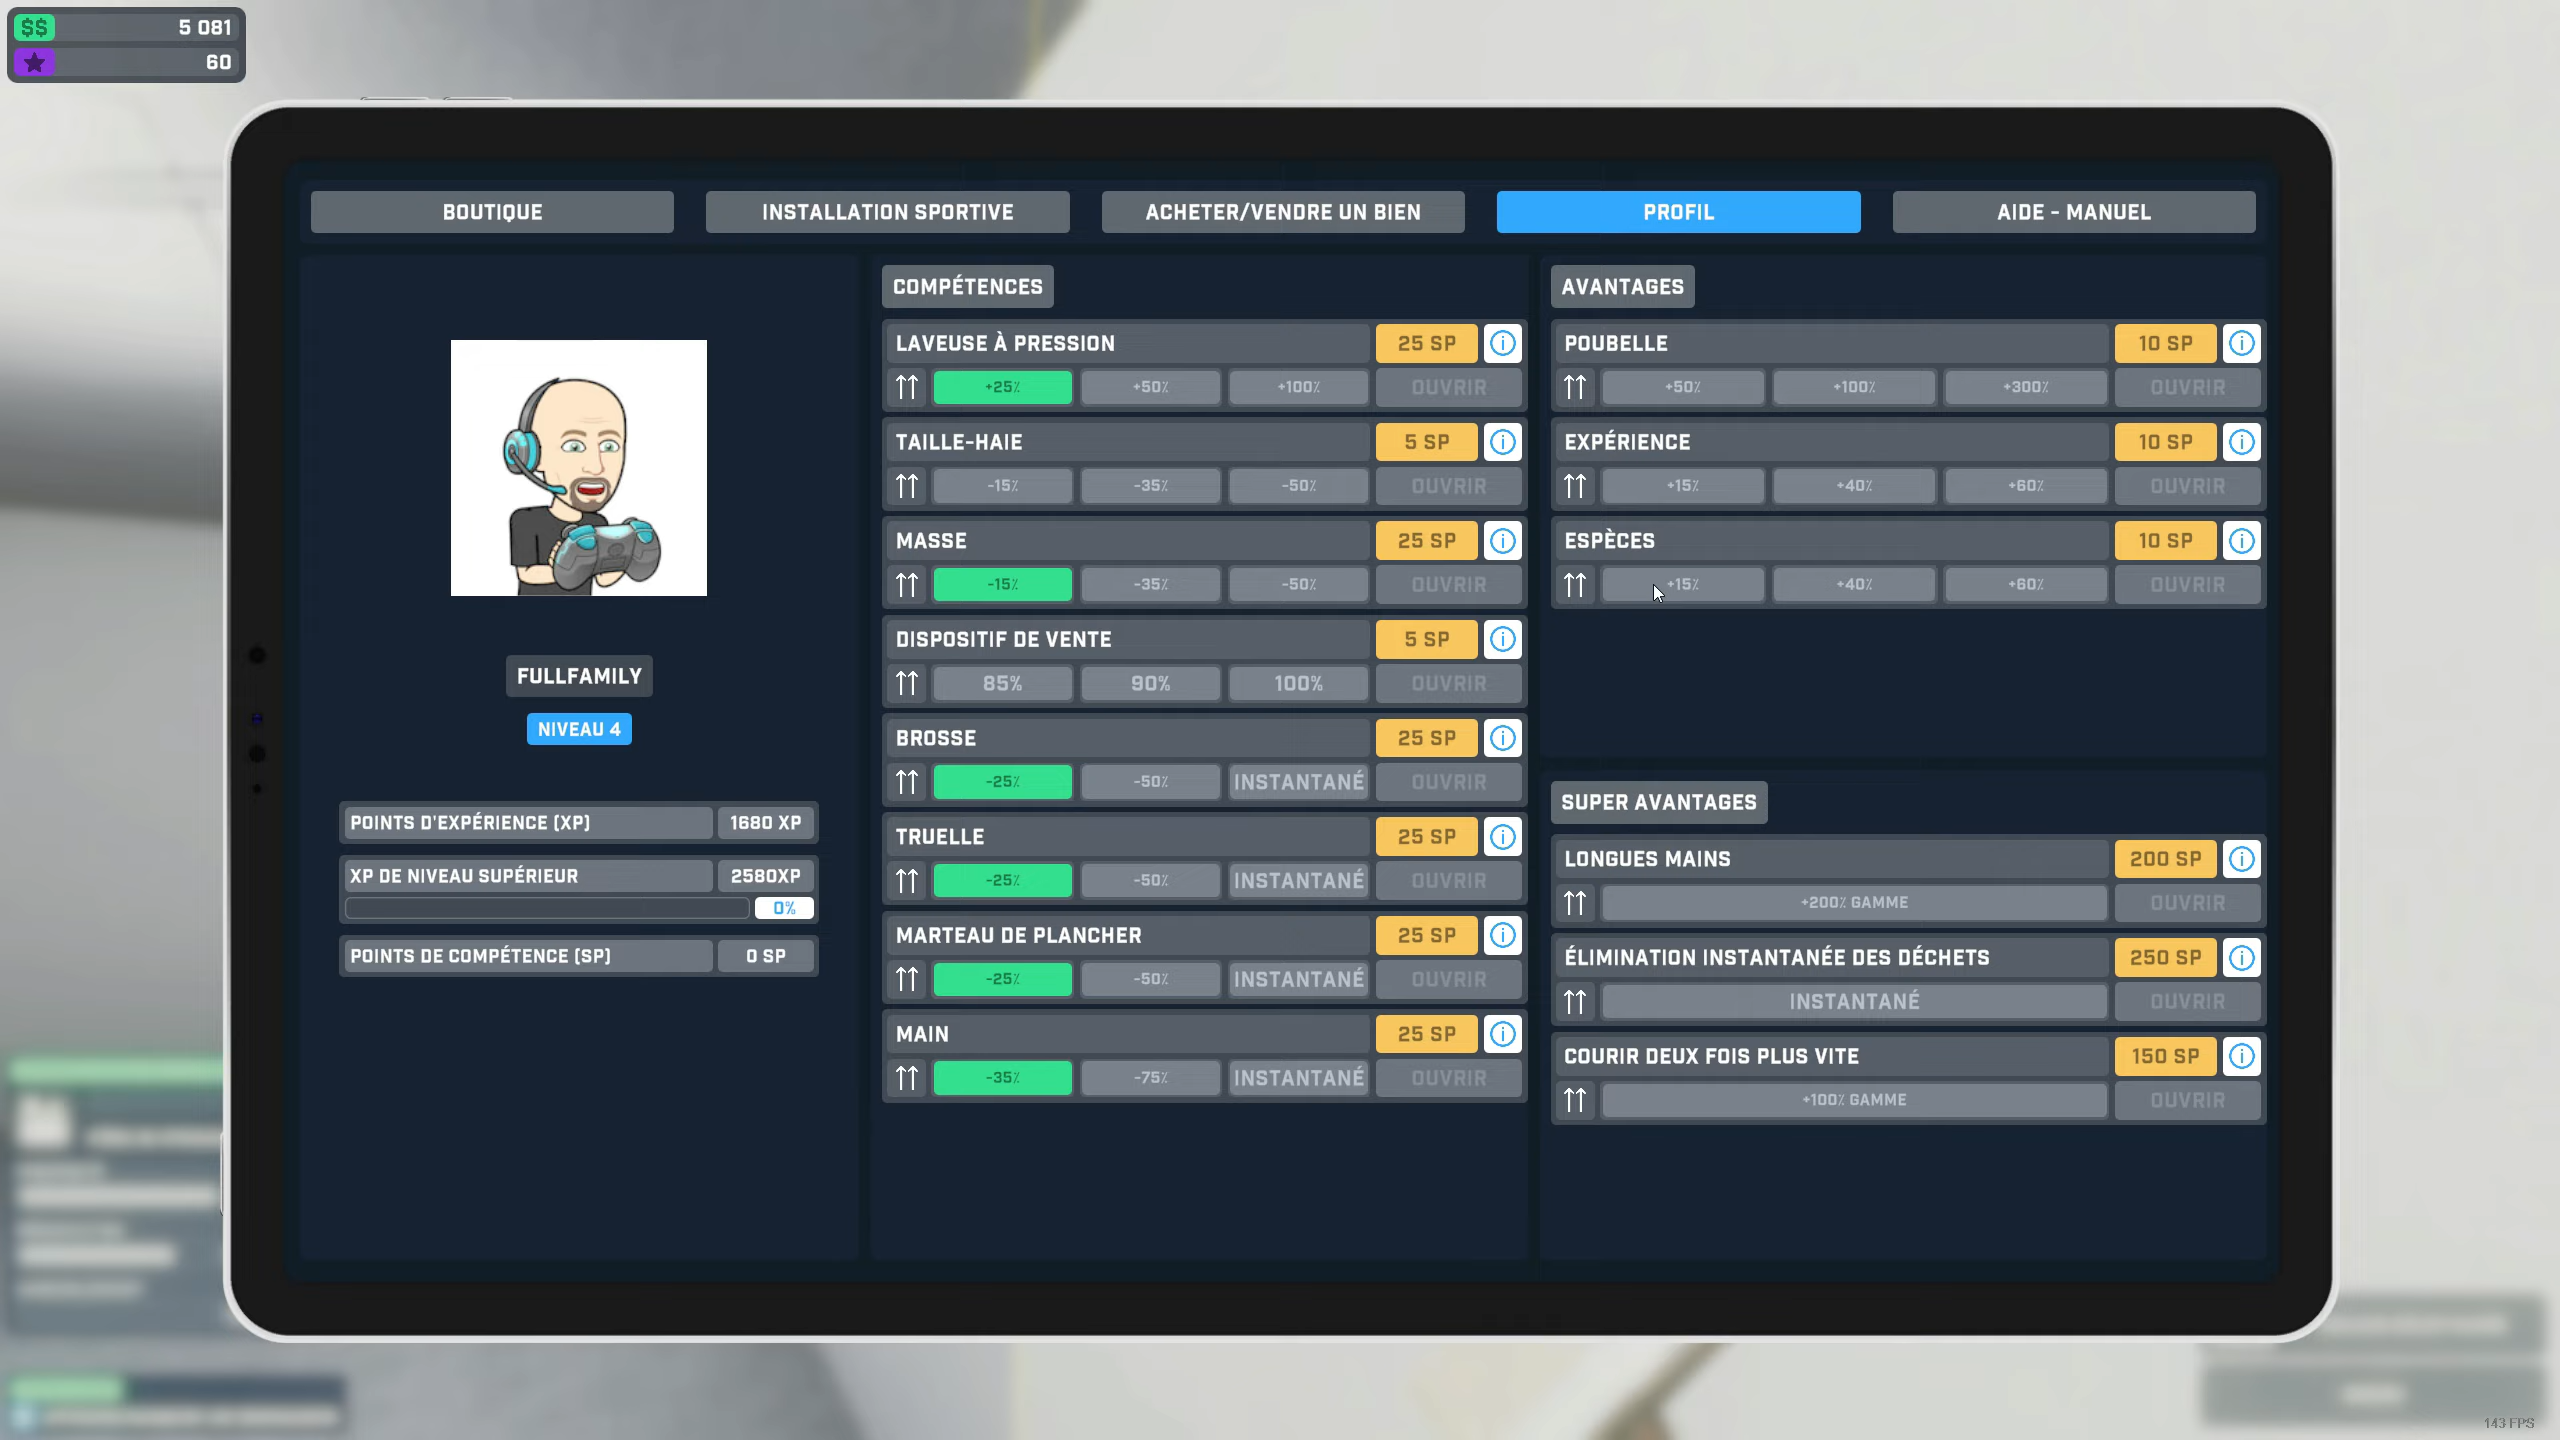 $$ 5 081
60
BOUTIQUE
INSTALLATION SPORTIVE
ACHETER/VENDRE UN BIEN
PROFIL
AIDE - MANUEL
FULLFAMILY
NIVEAU 4
POINTS D'EXPÉRIENCE (XP) 1680 XP
XP DE NIVEAU SUPÉRIEUR 2580XP
0%
POINTS DE COMPÉTENCE (SP) 0 SP
COMPÉTENCES
LAVEUSE À PRESSION 25 SP
+25% +50% +100% OUVRIR
TAILLE-HAIE 5 SP
-15% -35% -50% OUVRIR
MASSE 25 SP
-15% -35% -50% OUVRIR
DISPOSITIF DE VENTE 5 SP
85% 90% 100% OUVRIR
BROSSE 25 SP
-25% -50% INSTANTANÉ OUVRIR
TRUELLE 25 SP
-25% -50% INSTANTANÉ OUVRIR
MARTEAU DE PLANCHER 25 SP
-25% -50% INSTANTANÉ OUVRIR
MAIN 25 SP
-35% -75% INSTANTANÉ OUVRIR
AVANTAGES
POUBELLE 10 SP
+50% +100% +300% OUVRIR
EXPÉRIENCE 10 SP
+15% +40% +60% OUVRIR
ESPÈCES 10 SP
+15% +40% +60% OUVRIR
SUPER AVANTAGES
LONGUES MAINS 200 SP
+200% GAMME OUVRIR
ÉLIMINATION INSTANTANÉE DES DÉCHETS 250 SP
INSTANTANÉ OUVRIR
COURIR DEUX FOIS PLUS VITE 150 SP
+100% GAMME OUVRIR
143 FPS